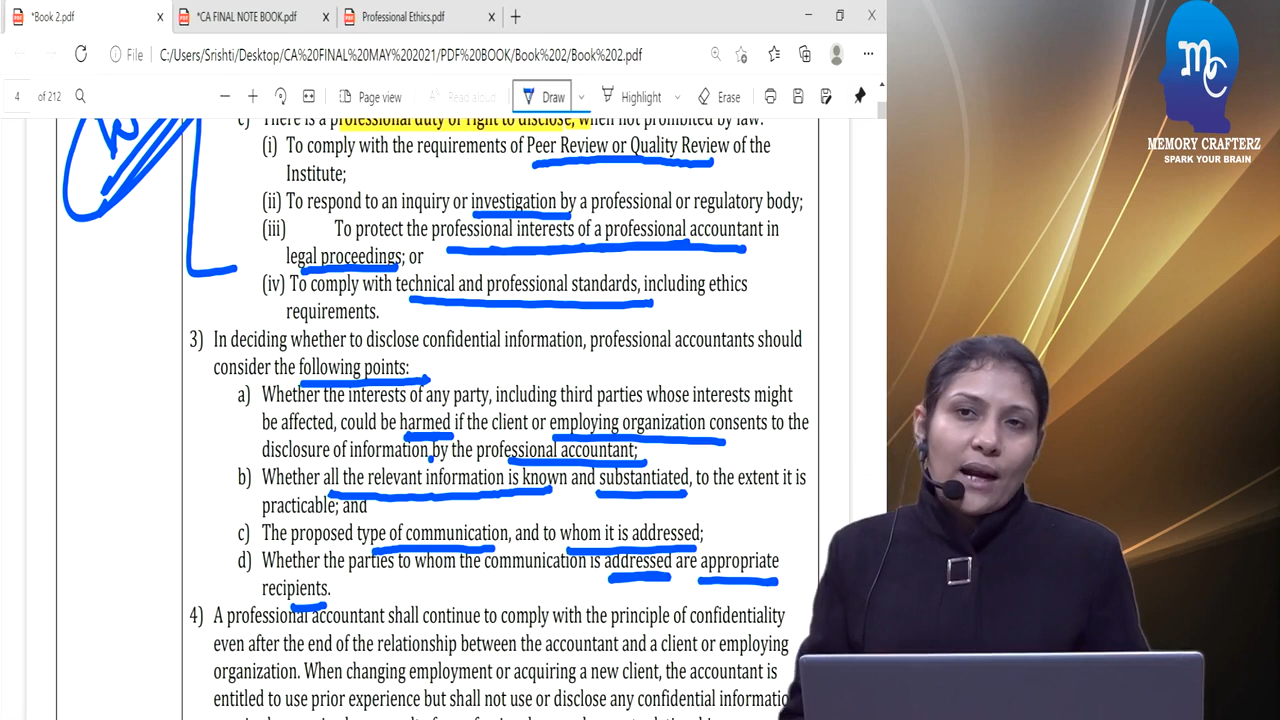 *Book 2.pdf
*CA FINAL NOTE BOOK.pdf
Professional Ethics.pdf
File C:/Users/Srishti/Desktop/CA%20FINAL%20MAY%202021/PDF%20BOOK/Book%202/Book%202.pdf
4 of 212 Page view Read aloud Draw Highlight Erase
c) There is a professional duty or right to disclose, when not prohibited by law:
(i) To comply with the requirements of Peer Review or Quality Review of the
Institute;
(ii) To respond to an inquiry or investigation by a professional or regulatory body;
(iii) To protect the professional interests of a professional accountant in
legal proceedings; or
(iv) To comply with technical and professional standards, including ethics
requirements.
3) In deciding whether to disclose confidential information, professional accountants should
consider the following points:
a) Whether the interests of any party, including third parties whose interests might
be affected, could be harmed if the client or employing organization consents to the
disclosure of information by the professional accountant;
b) Whether all the relevant information is known and substantiated, to the extent it is
practicable; and
c) The proposed type of communication, and to whom it is addressed;
d) Whether the parties to whom the communication is addressed are appropriate
recipients.
4) A professional accountant shall continue to comply with the principle of confidentiality
even after the end of the relationship between the accountant and a client or employing
organization. When changing employment or acquiring a new client, the accountant is
entitled to use prior experience but shall not use or disclose any confidential informatio
MC
MEMORY CRAFTERZ
SPARK YOUR BRAIN